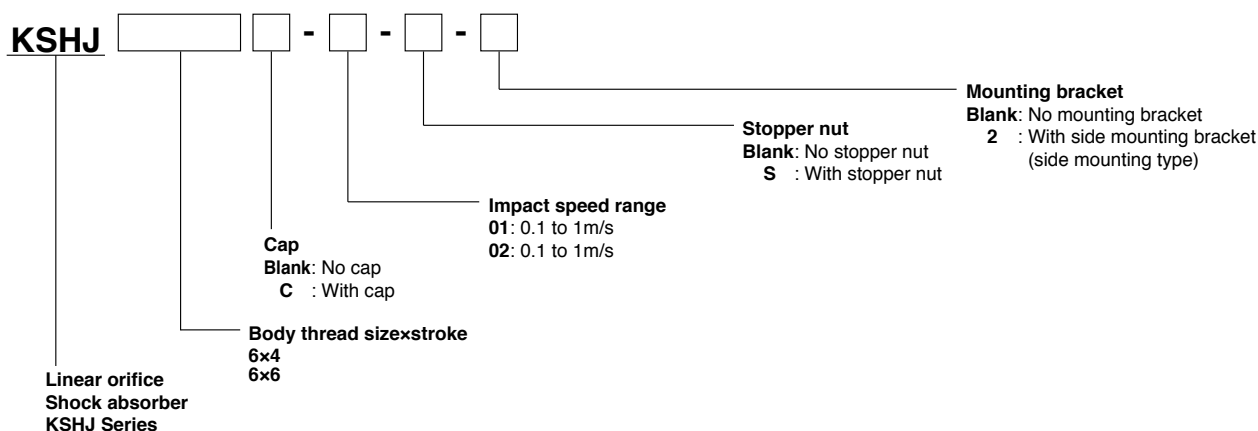 KSHJ - - -
Mounting bracket
Blank: No mounting bracket
2 : With side mounting bracket
(side mounting type)
Stopper nut
Blank: No stopper nut
S : With stopper nut
Impact speed range
01: 0.1 to 1m/s
02: 0.1 to 1m/s
Cap
Blank: No cap
C : With cap
Body thread size×stroke
6×4
6×6
Linear orifice
Shock absorber
KSHJ Series